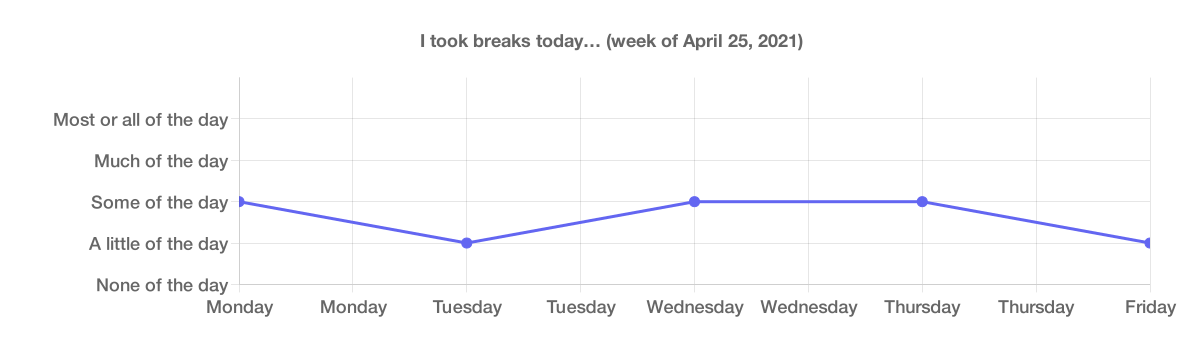 I took breaks today… (week of April 25, 2021)
Most or all of the day
Much of the day
Some of the day
A little of the day
None of the day
Monday Monday Tuesday Tuesday Wednesday Wednesday Thursday Thursday Friday